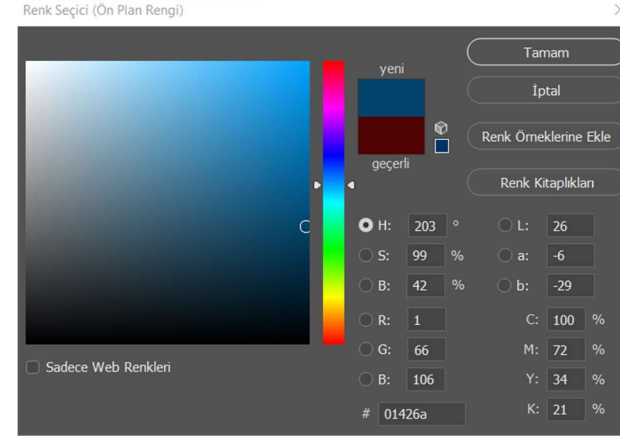 Renk Seçici (Ön Plan Rengi)
yeni
geçerli
Tamam
İptal
Renk Örneklerine Ekle
Renk Kitaplıkları
H: 203 °
S: 99 %
B: 42 %
R: 1
G: 66
B: 106
# 01426a
L: 26
a: -6
b: -29
C: 100 %
M: 72 %
Y: 34 %
K: 21 %
Sadece Web Renkleri